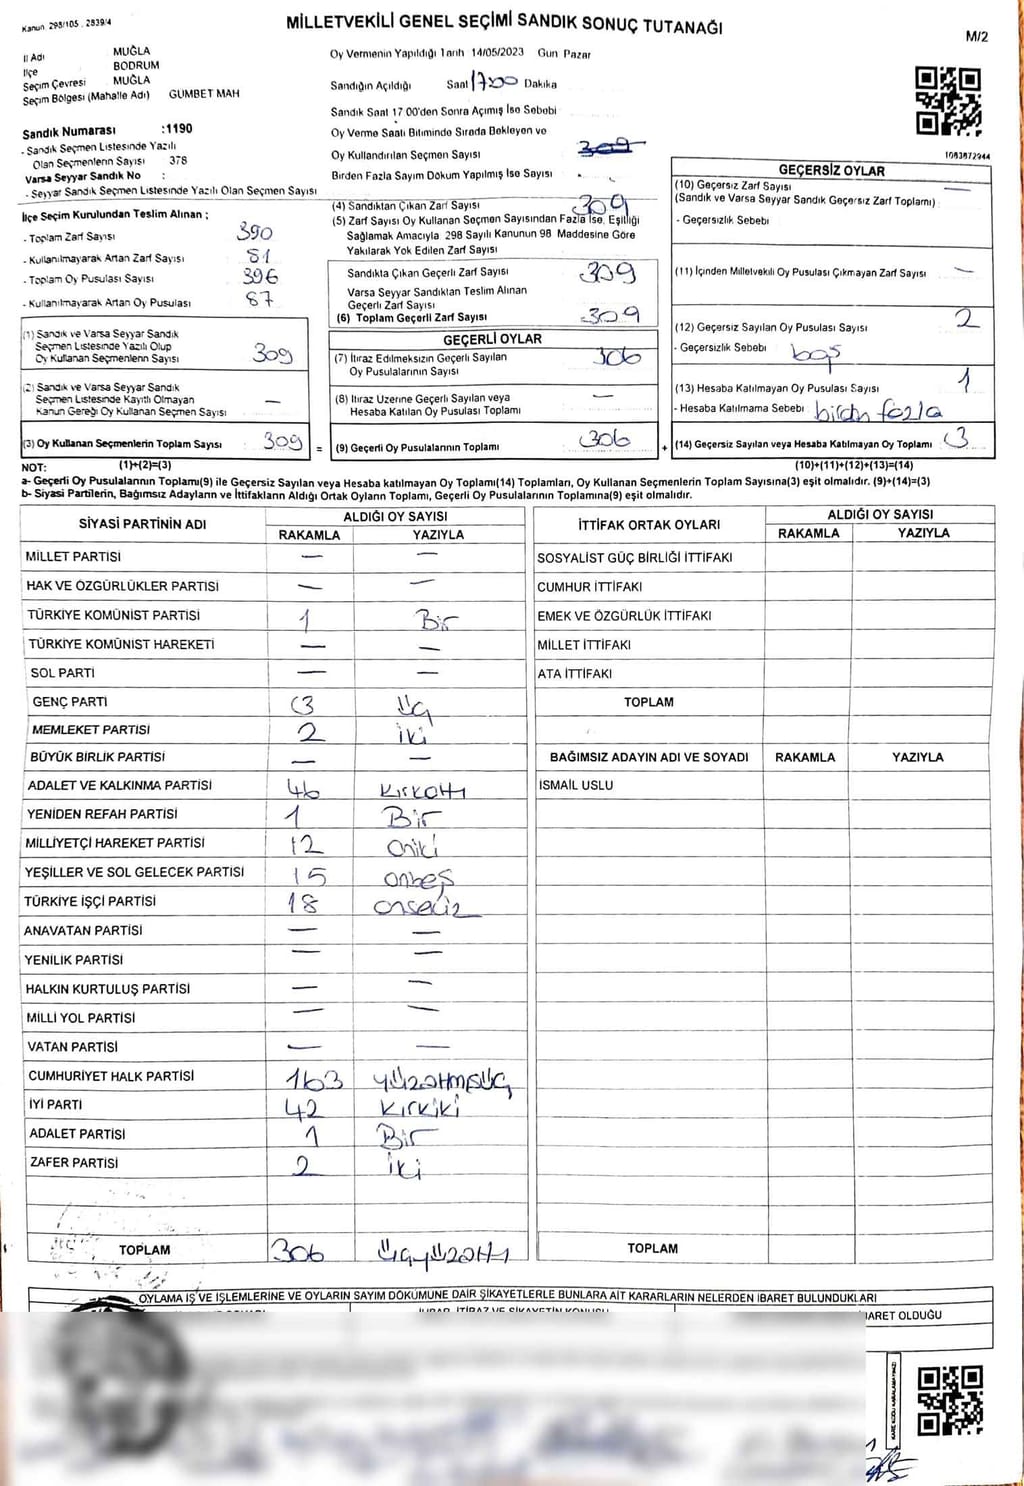 Kanun 298/105 . 2839/4
MİLLETVEKİLİ GENEL SEÇİMİ SANDIK SONUÇ TUTANAĞI
M/2
İl Adı MUĞLA
İlçe BODRUM
Seçim Çevresi MUĞLA
Seçim Bölgesi (Mahalle Adı) GUMBET MAH
Sandık Numarası :1190
- Sandık Seçmen Listesinde Yazılı
Olan Seçmenlerin Sayısı 378
Varsa Seyyar Sandık No :
- Seyyar Sandık Seçmen Listesinde Yazılı Olan Seçmen Sayısı
Oy Vermenin Yapıldığı Tarih 14/05/2023 Gün Pazar
Sandığın Açıldığı Saat 17:00 Dakika
Sandık Saat 17.00'den Sonra Açımış İse Sebebi
Oy Verme Saati Bitiminde Sırada Bekleyen ve
Oy Kullandırılan Seçmen Sayısı 309
Birden Fazla Sayım Döküm Yapılmış İse Sayısı
1083872944
İlçe Seçim Kurulundan Teslim Alınan ;
- Toplam Zarf Sayısı 390
- Kullanılmayarak Artan Zarf Sayısı 81
- Toplam Oy Pusulası Sayısı 396
- Kullanılmayarak Artan Oy Pusulası 87
(1) Sandık ve Varsa Seyyar Sandık
Seçmen Listesinde Yazılı Olup
Oy Kullanan Seçmenlerin Sayısı 309
(2) Sandık ve Varsa Seyyar Sandık
Seçmen Listesinde Kayıtlı Olmayan
Kanun Gereği Oy Kullanan Seçmen Sayısı —
(3) Oy Kullanan Seçmenlerin Toplam Sayısı 309 =
(4) Sandıktan Çıkan Zarf Sayısı 309
(5) Zarf Sayısı Oy Kullanan Seçmen Sayısından Fazla İse, Eşitliği
Sağlamak Amacıyla 298 Sayılı Kanunun 98 Maddesine Göre
Yakılarak Yok Edilen Zarf Sayısı
Sandıkta Çıkan Geçerli Zarf Sayısı 309
Varsa Seyyar Sandıktan Teslim Alınan
Geçerli Zarf Sayısı
(6) Toplam Geçerli Zarf Sayısı 309
GEÇERLİ OYLAR
(7) İtiraz Edilmeksizin Geçerli Sayılan
Oy Pusulalarının Sayısı 306
(8) İtiraz Üzerine Geçerli Sayılan veya
Hesaba Katılan Oy Pusulası Toplamı —
(9) Geçerli Oy Pusulalarının Toplamı 306 +
GEÇERSİZ OYLAR
(10) Geçersiz Zarf Sayısı —
(Sandık ve Varsa Seyyar Sandık Geçersiz Zarf Toplamı)
- Geçersizlik Sebebi
(11) İçinden Milletvekili Oy Pusulası Çıkmayan Zarf Sayısı —
(12) Geçersiz Sayılan Oy Pusulası Sayısı 2
- Geçersizlik Sebebi boş
(13) Hesaba Katılmayan Oy Pusulası Sayısı 1
- Hesaba Katılmama Sebebi birden fazla
(14) Geçersiz Sayılan veya Hesaba Katılmayan Oy Toplamı 3
NOT: (1)+(2)=(3) (10)+(11)+(12)+(13)=(14)
a- Geçerli Oy Pusulalarının Toplamı(9) ile Geçersiz Sayılan veya Hesaba katılmayan Oy Toplamı(14) Toplamları, Oy Kullanan Seçmenlerin Toplam Sayısına(3) eşit olmalıdır. (9)+(14)=(3)
b- Siyasi Partilerin, Bağımsız Adayların ve İttifakların Aldığı Ortak Oyların Toplamı, Geçerli Oy Pusulalarının Toplamına(9) eşit olmalıdır.
SİYASİ PARTİNİN ADI ALDIĞI OY SAYISI
RAKAMLA YAZIYLA
MİLLET PARTİSİ — —
HAK VE ÖZGÜRLÜKLER PARTİSİ — —
TÜRKİYE KOMÜNİST PARTİSİ 1 Bir
TÜRKİYE KOMÜNİST HAREKETİ — —
SOL PARTİ — —
GENÇ PARTİ 3 Üç
MEMLEKET PARTİSİ 2 iki
BÜYÜK BİRLİK PARTİSİ — —
ADALET VE KALKINMA PARTİSİ 46 Kırkaltı
YENİDEN REFAH PARTİSİ 1 Bir
MİLLİYETÇİ HAREKET PARTİSİ 12 Oniki
YEŞİLLER VE SOL GELECEK PARTİSİ 15 onbeş
TÜRKİYE İŞÇİ PARTİSİ 18 Onsekiz
ANAVATAN PARTİSİ — —
YENİLİK PARTİSİ — —
HALKIN KURTULUŞ PARTİSİ — —
MİLLİ YOL PARTİSİ — —
VATAN PARTİSİ — —
CUMHURİYET HALK PARTİSİ 163 yüzaltmışüç
İYİ PARTİ 42 Kırkiki
ADALET PARTİSİ 1 Bir
ZAFER PARTİSİ 2 iki
TOPLAM 306 üçyüzaltı
İTTİFAK ORTAK OYLARI ALDIĞI OY SAYISI
RAKAMLA YAZIYLA
SOSYALİST GÜÇ BİRLİĞİ İTTİFAKI
CUMHUR İTTİFAKI
EMEK VE ÖZGÜRLÜK İTTİFAKI
MİLLET İTTİFAKI
ATA İTTİFAKI
TOPLAM
BAĞIMSIZ ADAYIN ADI VE SOYADI RAKAMLA YAZIYLA
ISMAIL USLU
TOPLAM
OYLAMA İŞ VE İŞLEMLERİNE VE OYLARIN SAYIM DÖKÜMÜNE DAİR ŞİKAYETLERLE BUNLARA AİT KARARLARIN NELERDEN İBARET BULUNDUKLARI
İTİRAZ VE ŞİKAYETİN KONUSU
BARET OLDUĞU